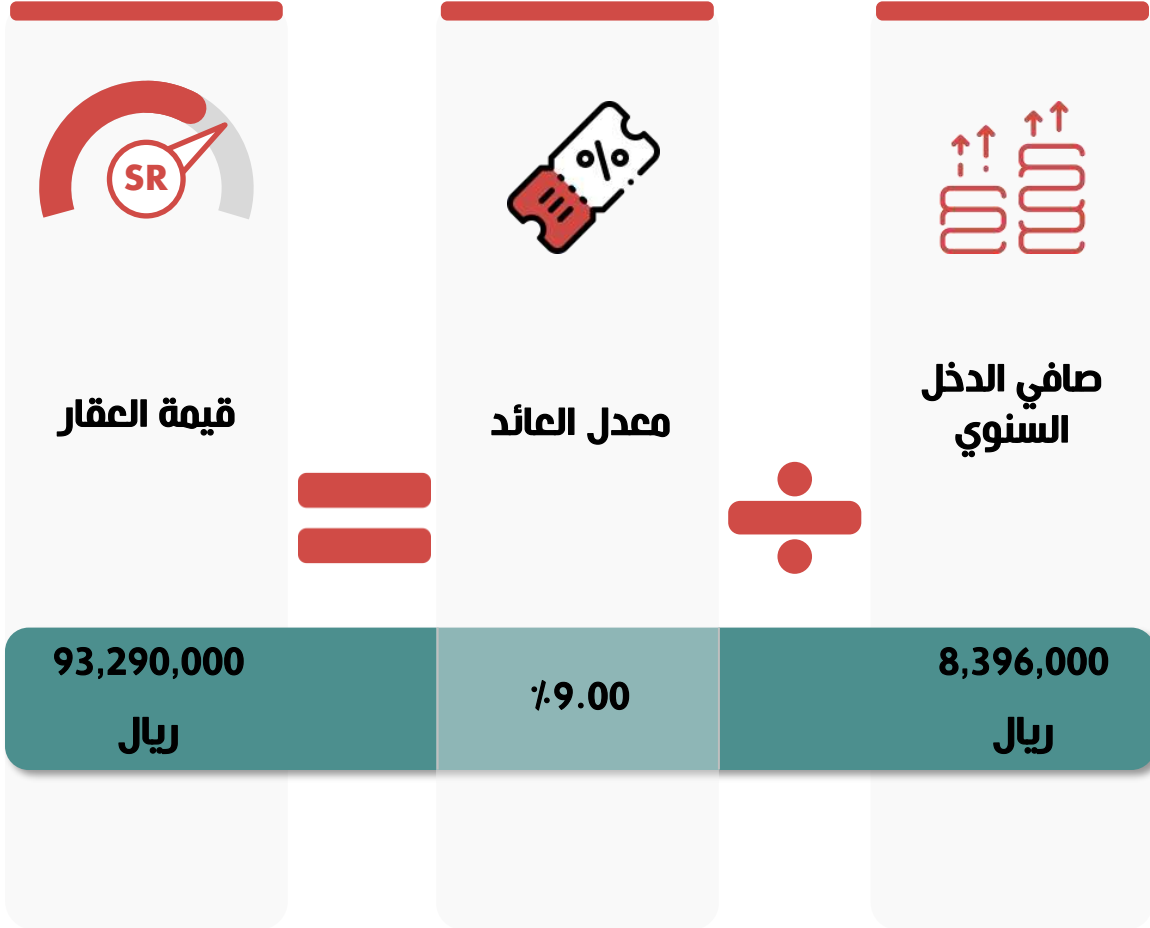 صافي الدخل
السنوي
8,396,000
ريال
%
معدل العائد
٪9.00
SR
قيمة العقار
93,290,000
ريال